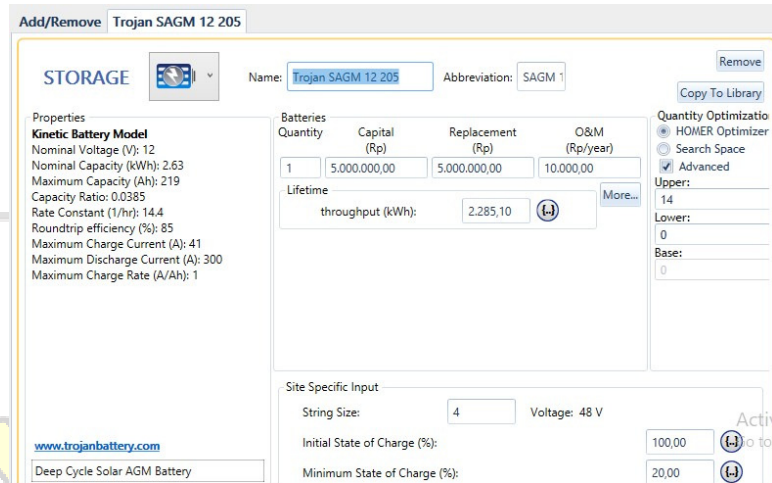 Add/Remove Trojan SAGM 12 205
STORAGE
Name: Trojan SAGM 12 205 Abbreviation: SAGM 1
Remove
Copy To Library
Properties
Kinetic Battery Model
Nominal Voltage (V): 12
Nominal Capacity (kWh): 2.63
Maximum Capacity (Ah): 219
Capacity Ratio: 0.0385
Rate Constant (1/hr): 14.4
Roundtrip efficiency (%): 85
Maximum Charge Current (A): 41
Maximum Discharge Current (A): 300
Maximum Charge Rate (A/Ah): 1
www.trojanbattery.com
Deep Cycle Solar AGM Battery
Batteries
Quantity Capital (Rp) Replacement (Rp) O&M (Rp/year)
1 5.000.000,00 5.000.000,00 10.000,00
Lifetime
More...
throughput (kWh): 2.285,10 {..}
Quantity Optimization
HOMER Optimizer
Search Space
Advanced
Upper:
14
Lower:
0
Base:
0
Site Specific Input
String Size: 4 Voltage: 48 V
Initial State of Charge (%): 100,00 {..}
Minimum State of Charge (%): 20,00 {..}